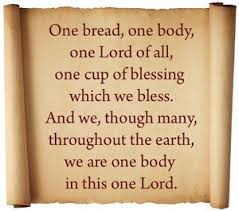 One bread, one body,
one Lord of all,
one cup of blessing
which we bless.
And we, though many,
throughout the earth,
we are one body
in this one Lord.